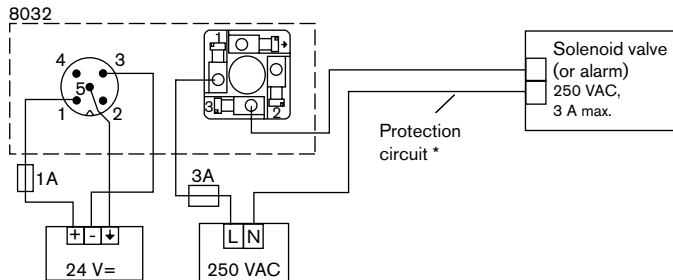 8032
4
3
5
1
2
1
3
2
Solenoid valve
(or alarm)
250 VAC,
3 A max.
Protection
circuit *
1A
3A
+ -
L N
24 V=
250 VAC